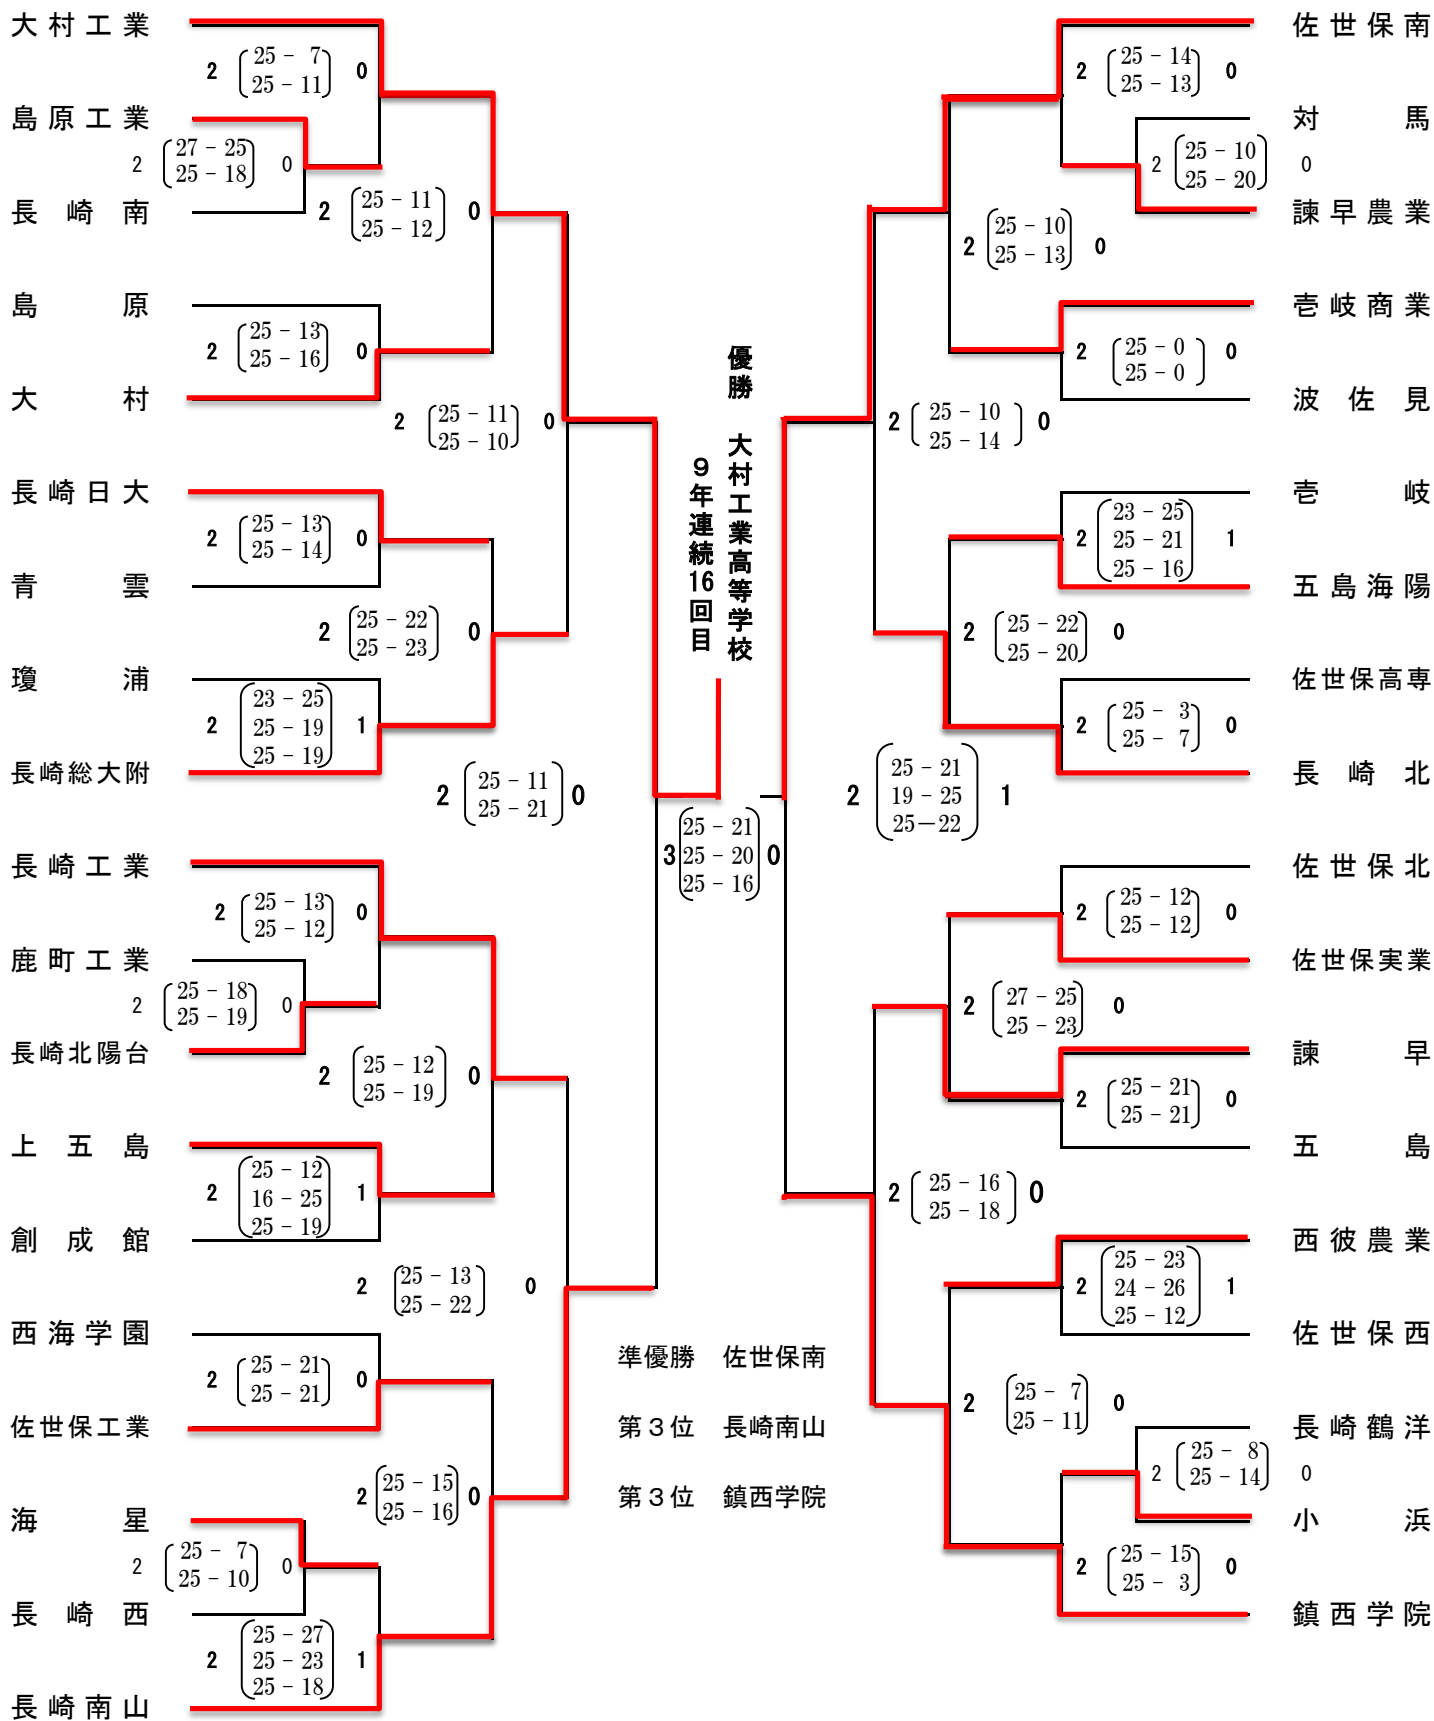 大村工業
2 25 - 7 0
25 - 11
島原工業
2 27 - 25 0
25 - 18
長崎南
2 25 - 11 0
25 - 12
島原
2 25 - 13 0
25 - 16
大村
2 25 - 11 0
25 - 10
長崎日大
2 25 - 13 0
25 - 14
青雲
2 25 - 22 0
25 - 23
瓊浦
2 23 - 25 1
25 - 19
25 - 19
長崎総大附
2 25 - 11 0
25 - 21
長崎工業
2 25 - 13 0
25 - 12
鹿町工業
2 25 - 18 0
25 - 19
長崎北陽台
2 25 - 12 0
25 - 19
上五島
2 25 - 12 1
16 - 25
25 - 19
創成館
2 25 - 13 0
25 - 22
西海学園
2 25 - 21 0
25 - 21
佐世保工業
2 25 - 15 0
25 - 16
海星
2 25 - 7 0
25 - 10
長崎西
2 25 - 27 1
25 - 23
25 - 18
長崎南山
優勝 大村工業高等学校
9年連続16回目
3 25 - 21 0
25 - 20
25 - 16
準優勝 佐世保南
第3位 長崎南山
第3位 鎮西学院
佐世保南
2 25 - 14 0
25 - 13
対馬
2 25 - 10 0
25 - 20
諫早農業
2 25 - 10 0
25 - 13
壱岐商業
2 25 - 0 0
25 - 0
波佐見
2 25 - 10 0
25 - 14
壱岐
2 23 - 25 1
25 - 21
25 - 16
五島海陽
2 25 - 22 0
25 - 20
佐世保高専
2 25 - 3 0
25 - 7
長崎北
2 25 - 21 1
19 - 25
25－22
佐世保北
2 25 - 12 0
25 - 12
佐世保実業
2 27 - 25 0
25 - 23
諫早
2 25 - 21 0
25 - 21
五島
2 25 - 16 0
25 - 18
西彼農業
2 25 - 23 1
24 - 26
25 - 12
佐世保西
2 25 - 7 0
25 - 11
長崎鶴洋
2 25 - 8 0
25 - 14
小浜
2 25 - 15 0
25 - 3
鎮西学院